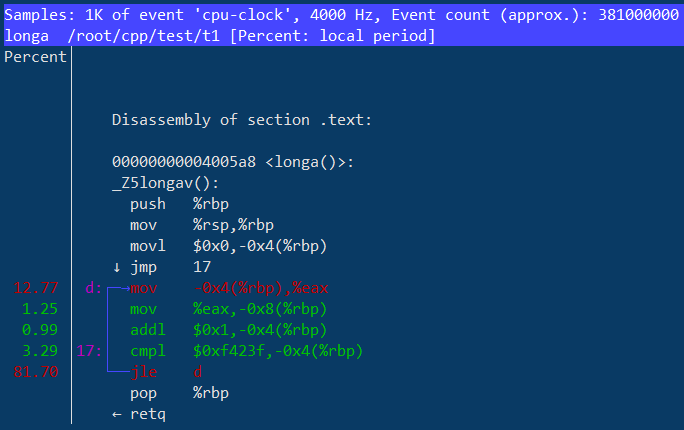 Samples: 1K of event 'cpu-clock', 4000 Hz, Event count (approx.): 381000000
longa  /root/cpp/test/t1 [Percent: local period]
Percent
Disassembly of section .text:
00000000004005a8 <longa()>:
_Z5longav():
push   %rbp
mov    %rsp,%rbp
movl   $0x0,-0x4(%rbp)
↓ jmp    17
12.77 d: →mov    -0x4(%rbp),%eax
1.25 mov    %eax,-0x8(%rbp)
0.99 addl   $0x1,-0x4(%rbp)
3.29 17: cmpl   $0xf423f,-0x4(%rbp)
81.70 jle    d
pop    %rbp
← retq